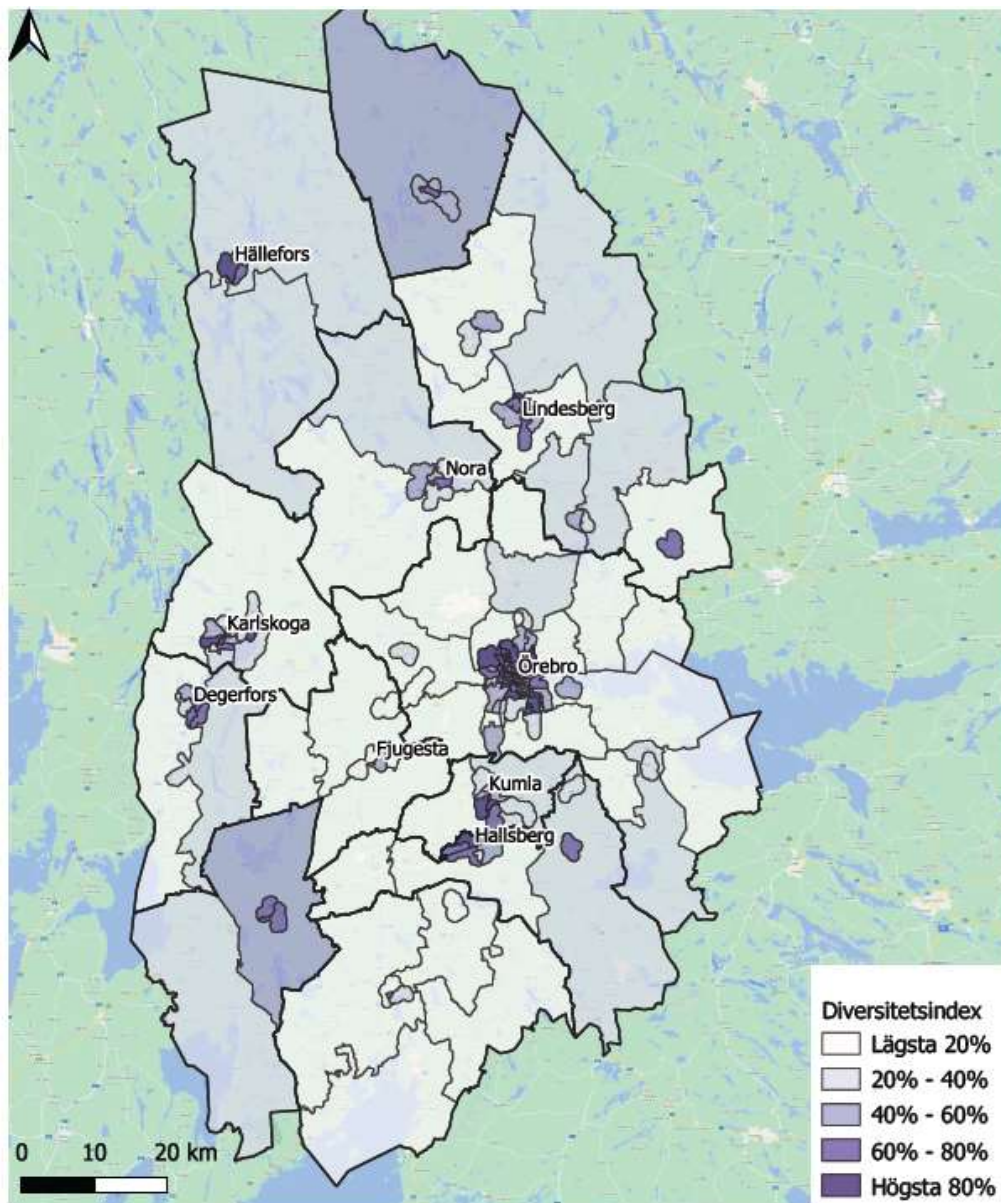 Hällefors
Lindesberg
Nora
Karlskoga
Örebro
Degerfors
Fjugesta
Kumla
Hallsberg
Diversitetsindex
Lägsta 20%
20% - 40%
40% - 60%
60% - 80%
Högsta 80%
0 10 20 km